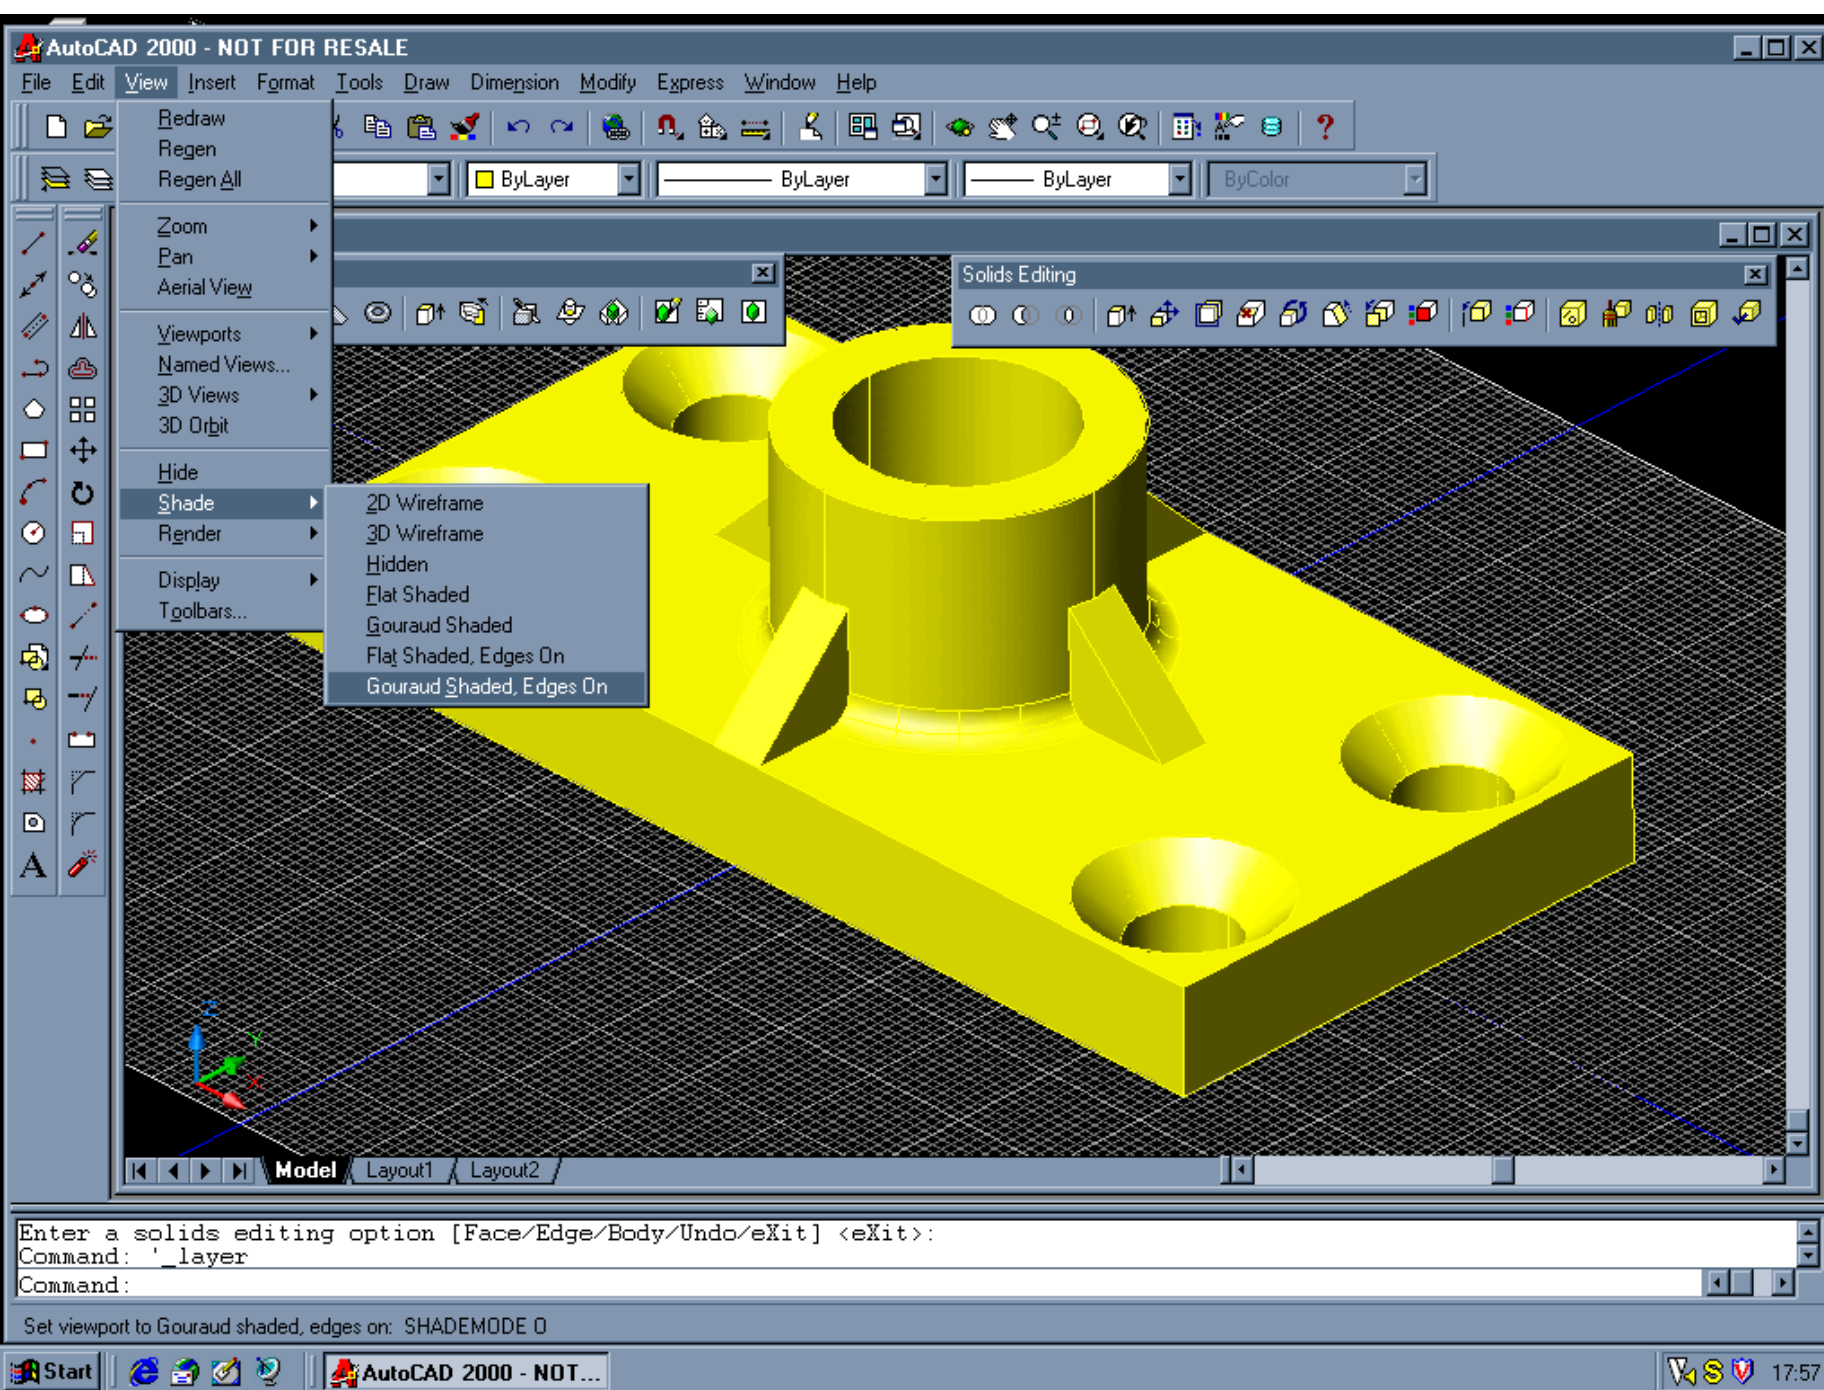 AutoCAD 2000 - NOT FOR RESALE
File Edit View Insert Format Tools Draw Dimension Modify Express Window Help
Redraw
Regen
Regen All
ByLayer ByLayer ByLayer ByColor
Zoom
Pan
Aerial View
Solids Editing
Viewports
Named Views...
3D Views
3D Orbit
Hide
Shade
Render
Display
Toolbars...
2D Wireframe
3D Wireframe
Hidden
Flat Shaded
Gouraud Shaded
Flat Shaded, Edges On
Gouraud Shaded, Edges On
A
Z
Y
X
Model Layout1 Layout2
Enter a solids editing option [Face/Edge/Body/Undo/eXit] <eXit>:
Command: '_layer
Command:
Set viewport to Gouraud shaded, edges on: SHADEMODE O
Start AutoCAD 2000 - NOT... 17:57